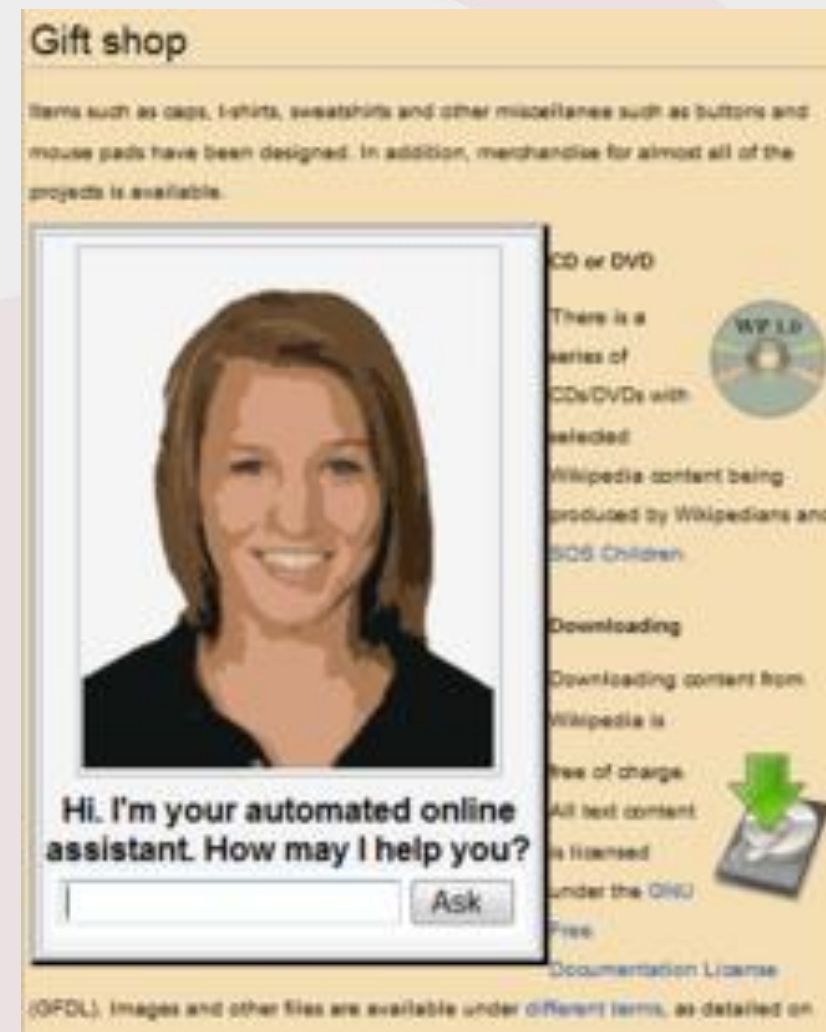 Gift shop
Items such as caps, t-shirts, sweatshirts and other miscellanea such as buttons and
mouse pads have been designed. In addition, merchandise for almost all of the
projects is available.
Hi. I'm your automated online
assistant. How may I help you?
Ask
CD or DVD
There is a
series of
CDs/DVDs with
selected
Wikipedia content being
produced by Wikipedians and
SOS Children
WP 1.0
Downloading
Downloading content from
Wikipedia is
free of charge.
All text content
is licensed
under the GNU
Free
Documentation License
(GFDL). Images and other files are available under different terms, as detailed on